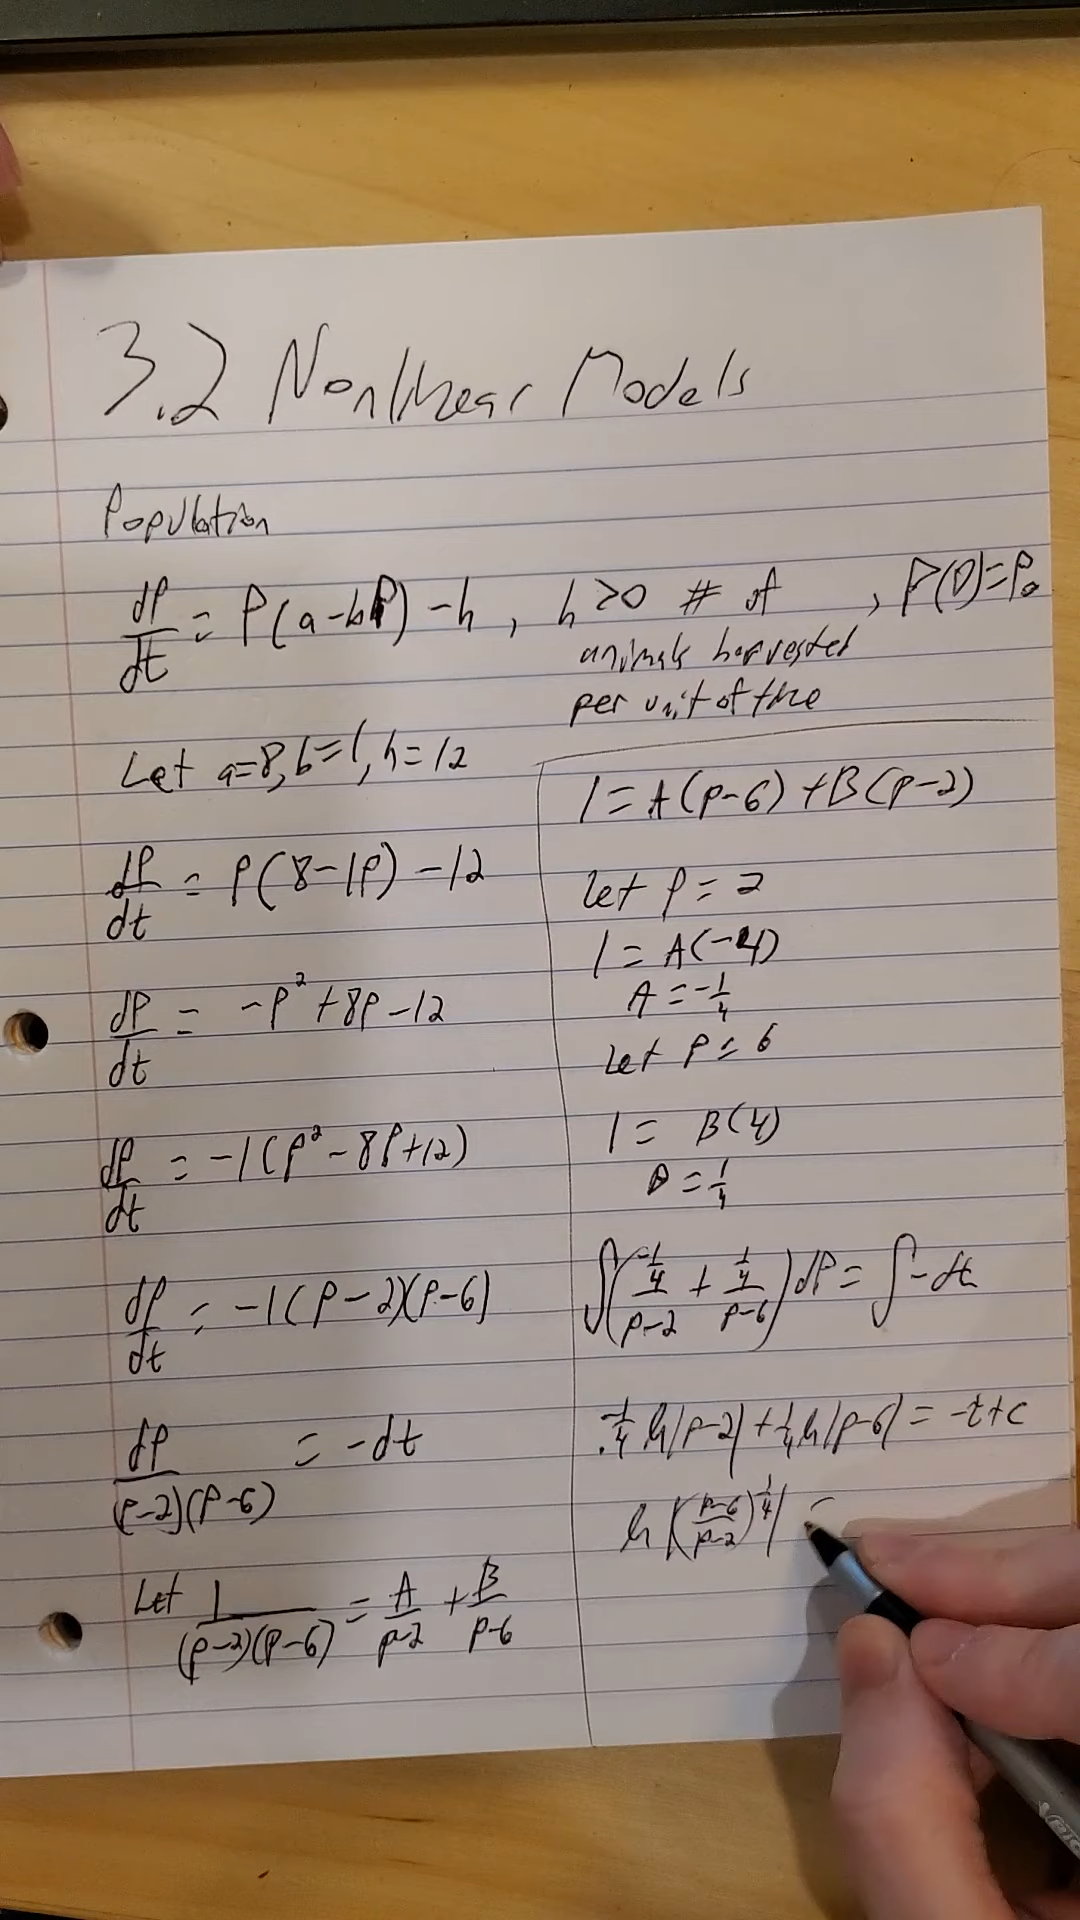 3.2 Nonlinear Models
Population
dP/dt = P(a-bP) - h, h>0 # of animals harvested per unit of time, P(0)=P₀
Let a=8, b=1, h=12
dP/dt = P(8-1P) - 12
dP/dt = -P² + 8P - 12
dP/dt = -1(P² - 8P + 12)
dP/dt = -1(P-2)(P-6)
dP/((P-2)(P-6)) = -dt
Let 1/((P-2)(P-6)) = A/(P-2) + B/(P-6)
1 = A(P-6) + B(P-2)
Let P = 2
1 = A(-4)
A = -1/4
Let P = 6
1 = B(4)
B = 1/4
∫((-1/4)/(P-2) + (1/4)/(P-6)) dP = ∫-dt
-1/4 ln|P-2| + 1/4 ln|P-6| = -t+c
ln|((P-6)/(P-2))^(1/4)| =